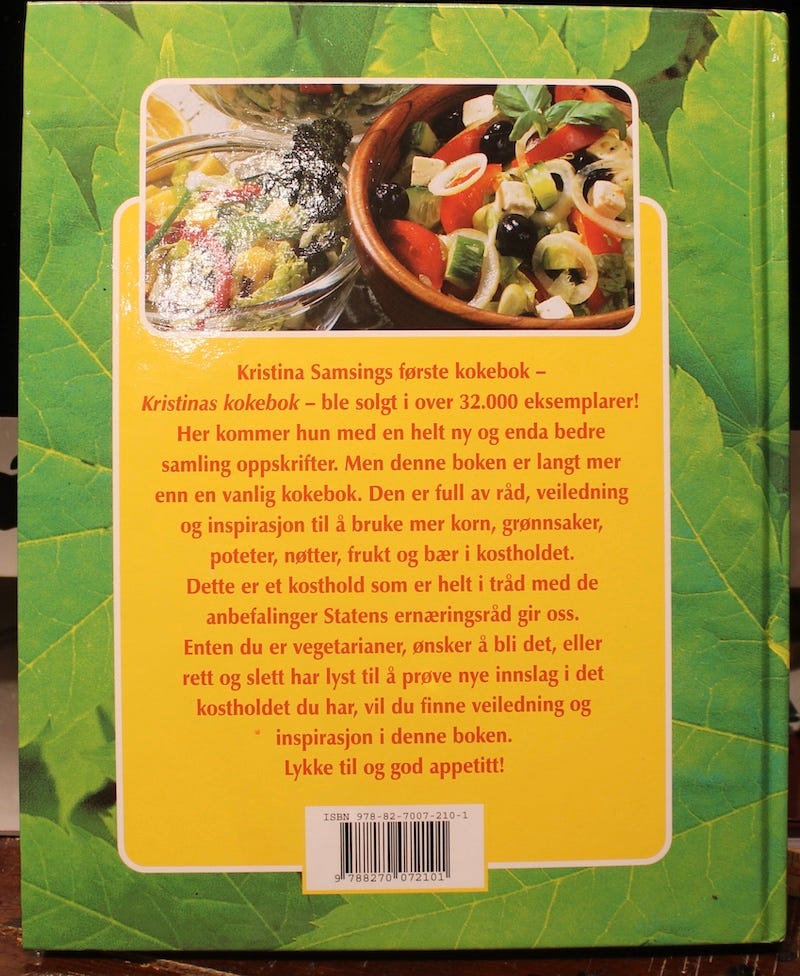 Kristina Samsings første kokebok –
Kristinas kokebok – ble solgt i over 32.000 eksemplarer!
Her kommer hun med en helt ny og enda bedre
samling oppskrifter. Men denne boken er langt mer
enn en vanlig kokebok. Den er full av råd, veiledning
og inspirasjon til å bruke mer korn, grønnsaker,
poteter, nøtter, frukt og bær i kostholdet.
Dette er et kosthold som er helt i tråd med de
anbefalinger Statens ernæringsråd gir oss.
Enten du er vegetarianer, ønsker å bli det, eller
rett og slett har lyst til å prøve nye innslag i det
kostholdet du har, vil du finne veiledning og
inspirasjon i denne boken.
Lykke til og god appetitt!
ISBN 978-82-7007-210-1
9 788270 072101